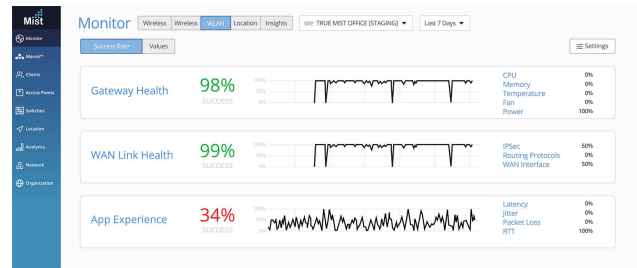 Mist
Monitor
Wireless
Wireless
WLAN
Location
Insights
site TRUE MIST OFFICE [STAGING]
Last 7 Days
Monitor
Marvis™
Clients
Access Points
Switches
Location
Analytics
Network
Organization
Success Rate
Values
Settings
Gateway Health
98%
success
100%
50%
0%
CPU 0%
Memory 0%
Temperature 0%
Fan 0%
Power 100%
WAN Link Health
99%
success
100%
50%
0%
IPSec 50%
Routing Protocols 0%
WAN Interface 50%
App Experience
34%
success
100%
50%
0%
Latency 0%
Jitter 0%
Packet Loss 0%
RTT 100%